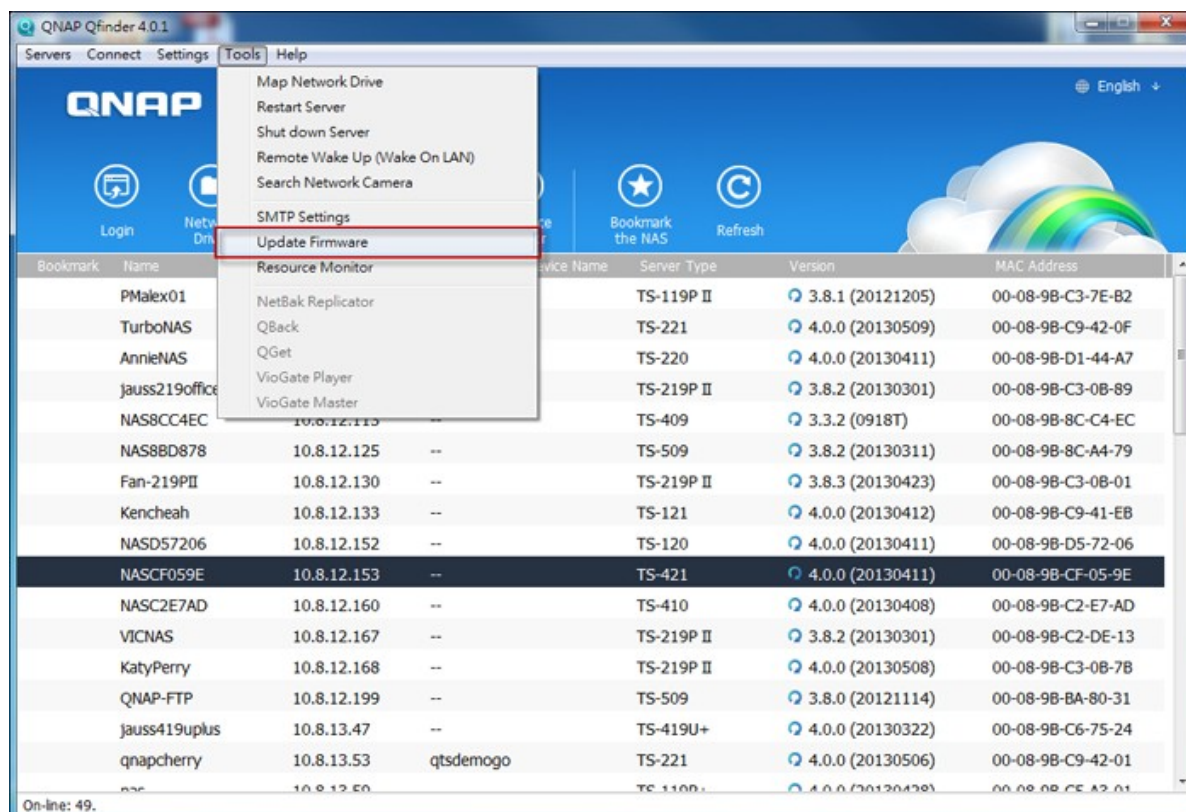 QNAP Qfinder 4.0.1
Servers Connect Settings Tools Help
QNAP
English
Map Network Drive
Restart Server
Shut down Server
Remote Wake Up (Wake On LAN)
Search Network Camera
SMTP Settings
Update Firmware
Resource Monitor
NetBak Replicator
QBack
QGet
VioGate Player
VioGate Master
Login
Bookmark the NAS
Refresh
Bookmark Name Server Type Version MAC Address
PMalex01 TS-119P II 3.8.1 (20121205) 00-08-9B-C3-7E-B2
TurboNAS TS-221 4.0.0 (20130509) 00-08-9B-C9-42-0F
AnnieNAS TS-220 4.0.0 (20130411) 00-08-9B-D1-44-A7
jauss219office TS-219P II 3.8.2 (20130301) 00-08-9B-C3-0B-89
NAS8CC4EC 10.8.12.113 -- TS-409 3.3.2 (0918T) 00-08-9B-8C-C4-EC
NAS8BD878 10.8.12.125 -- TS-509 3.8.2 (20130311) 00-08-9B-8C-A4-79
Fan-219PII 10.8.12.130 -- TS-219P II 3.8.3 (20130423) 00-08-9B-C3-0B-01
Kencheah 10.8.12.133 -- TS-121 4.0.0 (20130412) 00-08-9B-C9-41-EB
NASD57206 10.8.12.152 -- TS-120 4.0.0 (20130411) 00-08-9B-D5-72-06
NASCF059E 10.8.12.153 -- TS-421 4.0.0 (20130411) 00-08-9B-CF-05-9E
NASC2E7AD 10.8.12.160 -- TS-410 4.0.0 (20130408) 00-08-9B-C2-E7-AD
VICNAS 10.8.12.167 -- TS-219P II 3.8.2 (20130301) 00-08-9B-C2-DE-13
KatyPerry 10.8.12.168 -- TS-219P II 4.0.0 (20130508) 00-08-9B-C3-0B-7B
QNAP-FTP 10.8.12.199 -- TS-509 3.8.0 (20121114) 00-08-9B-BA-80-31
jauss419uplus 10.8.13.47 -- TS-419U+ 4.0.0 (20130322) 00-08-9B-C6-75-24
qnapcherry 10.8.13.53 qtsdemogo TS-221 4.0.0 (20130506) 00-08-9B-C9-42-01
On-line: 49.